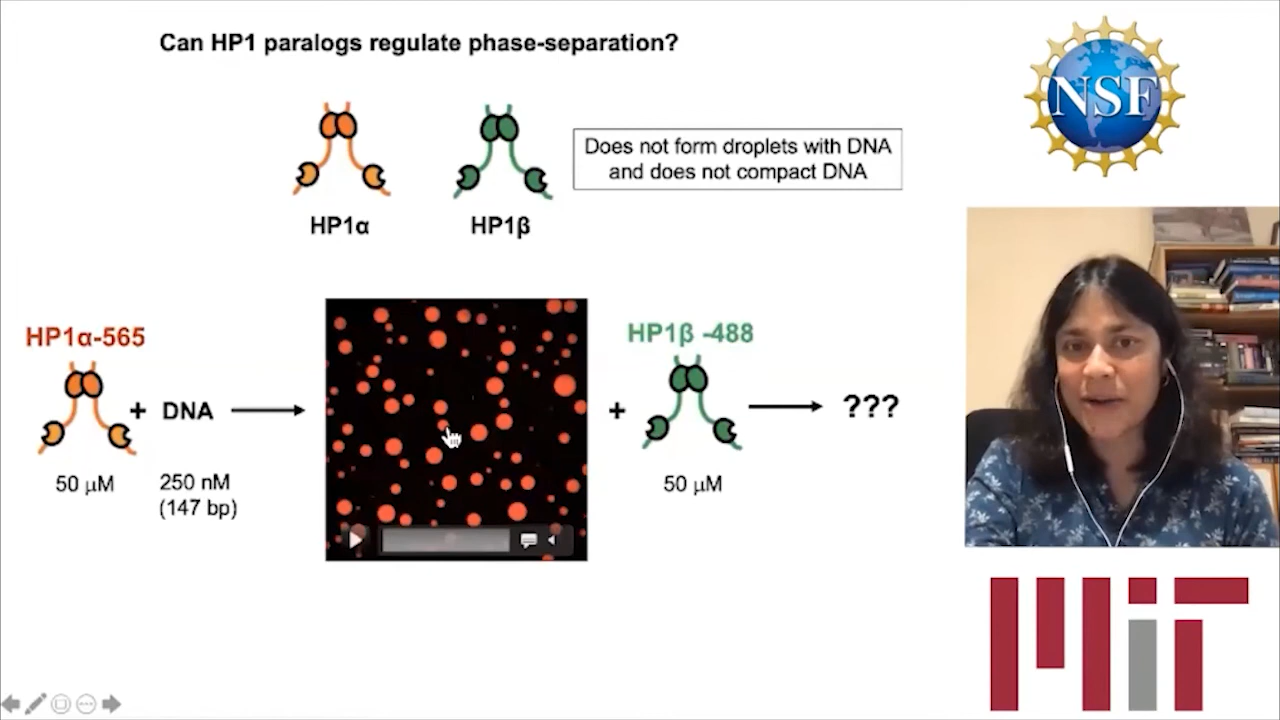 Can HP1 paralogs regulate phase-separation?
NSF
Does not form droplets with DNA
and does not compact DNA
HP1α
HP1β
HP1α-565
HP1β -488
+ DNA
+
???
50 μM
250 nM
(147 bp)
50 μM
MIT